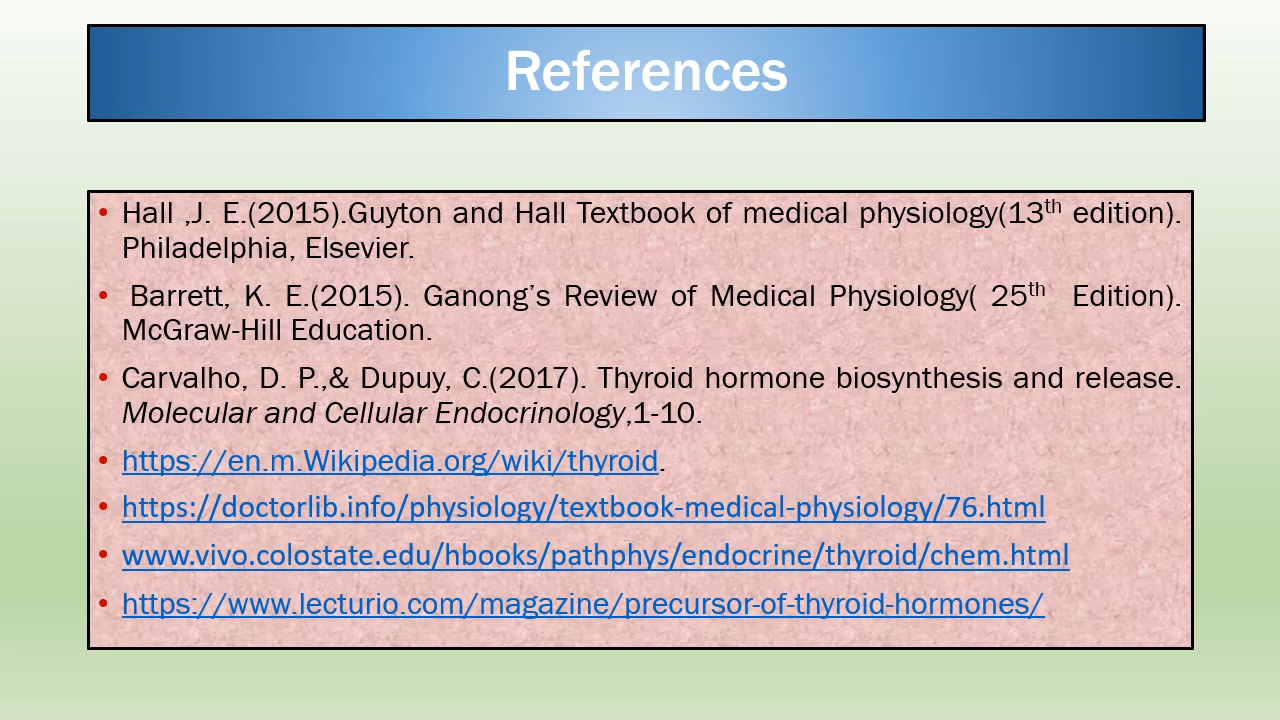 References
• Hall ,J. E.(2015).Guyton and Hall Textbook of medical physiology(13th edition).
Philadelphia, Elsevier.
• Barrett, K. E.(2015). Ganong’s Review of Medical Physiology( 25th Edition).
McGraw-Hill Education.
• Carvalho, D. P.,& Dupuy, C.(2017). Thyroid hormone biosynthesis and release.
Molecular and Cellular Endocrinology,1-10.
• https://en.m.Wikipedia.org/wiki/thyroid.
• https://doctorlib.info/physiology/textbook-medical-physiology/76.html
• www.vivo.colostate.edu/hbooks/pathphys/endocrine/thyroid/chem.html
• https://www.lecturio.com/magazine/precursor-of-thyroid-hormones/